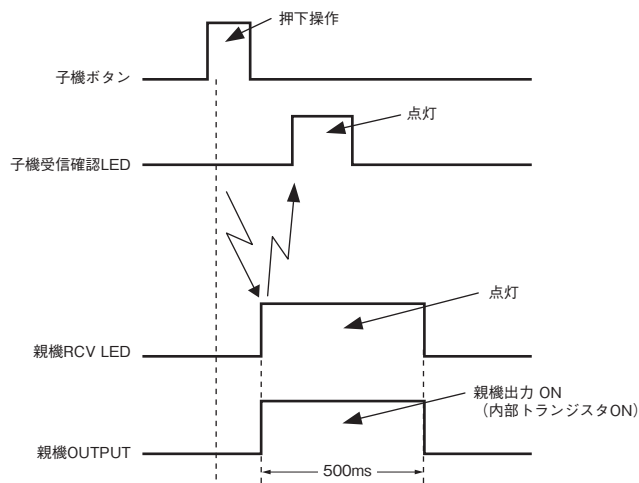 押下操作
子機ボタン
点灯
子機受信確認LED
点灯
親機RCV LED
親機出力 ON
（内部トランジスタON）
親機OUTPUT
500ms